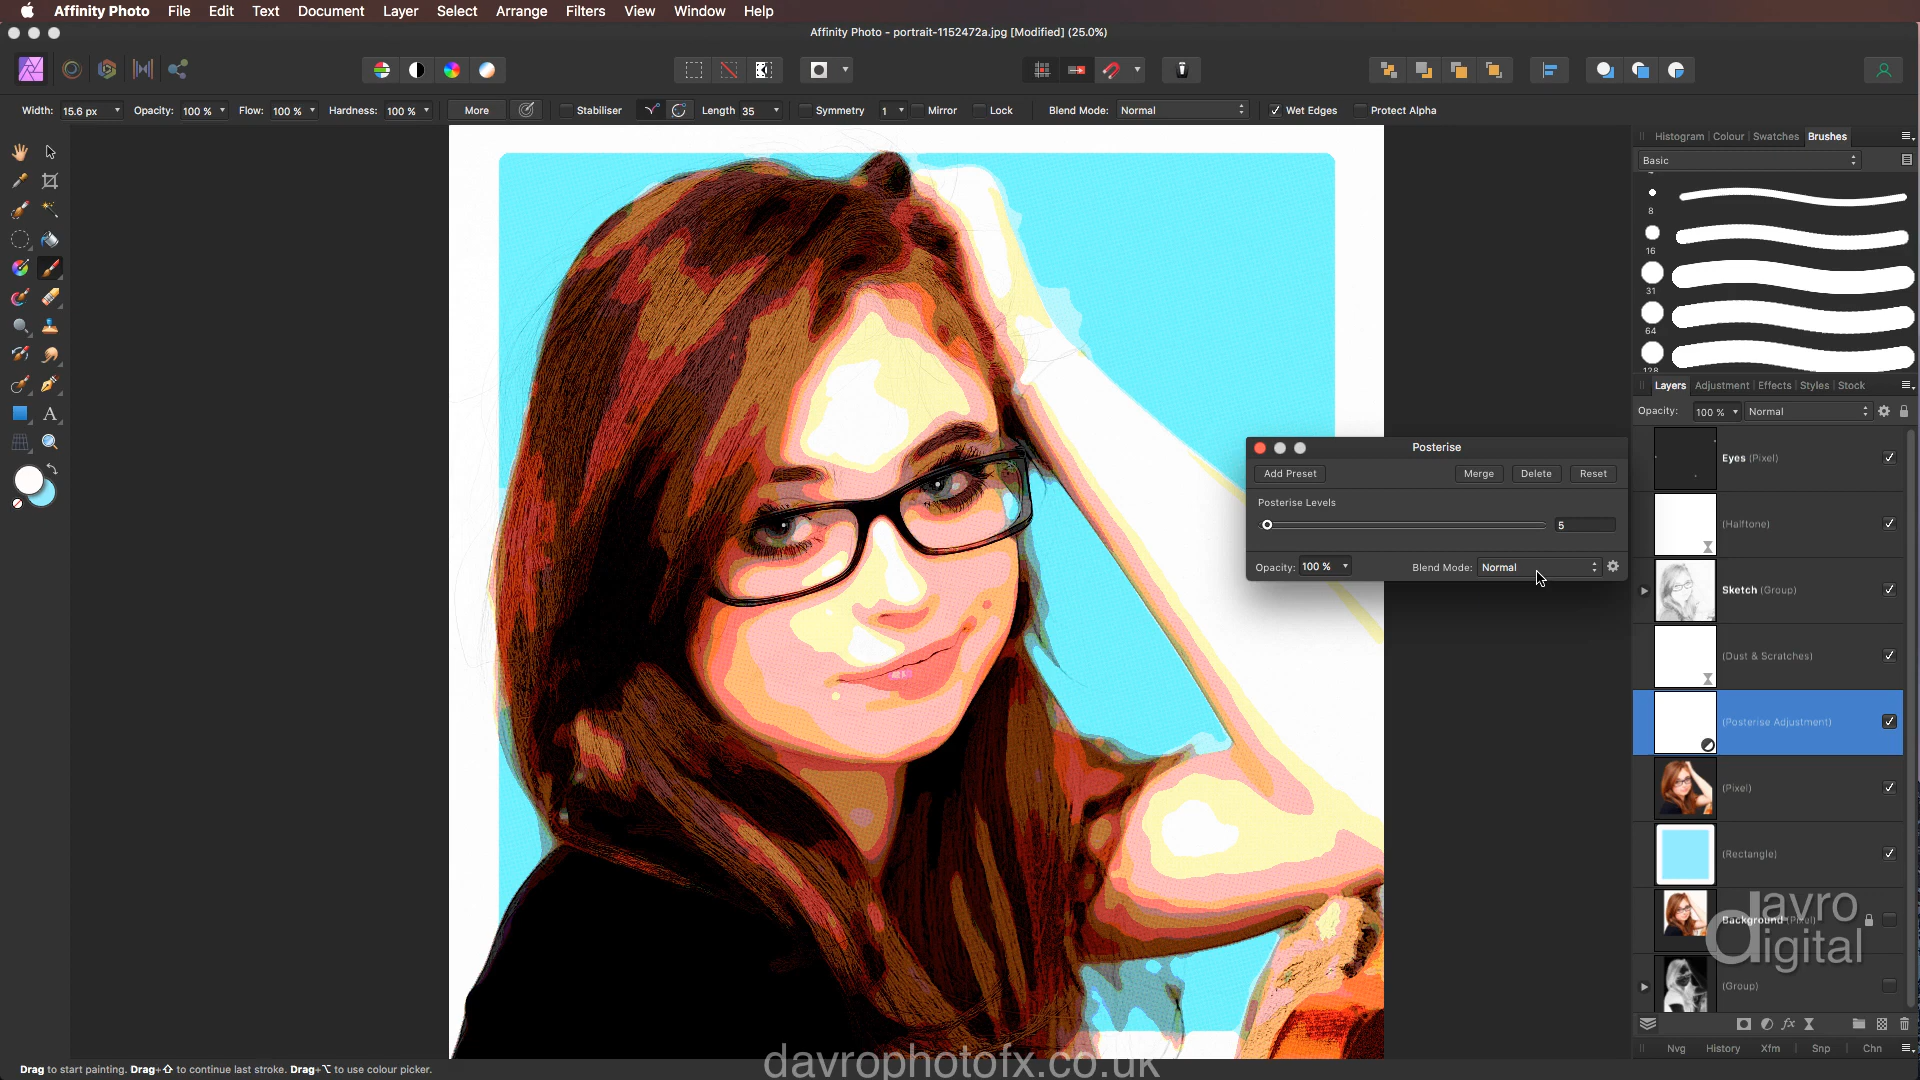 Affinity Photo File Edit Text Document Layer Select Arrange Filters View Window Help
Affinity Photo - portrait-1152472a.jpg [Modified] (25.0%)
Width: 15.6 px Opacity: 100 % Flow: 100 % Hardness: 100 % More Stabiliser Length 35 Symmetry 1 Mirror Lock Blend Mode: Normal Wet Edges Protect Alpha
Histogram Colour Swatches Brushes
Basic
8
16
31
64
128
Layers Adjustment Effects Styles Stock
Opacity: 100 % Normal
Eyes (Pixel)
(Halftone)
Sketch (Group)
(Dust & Scratches)
(Posterise Adjustment)
(Pixel)
(Rectangle)
Background (Pixel)
(Group)
Posterise
Add Preset Merge Delete Reset
Posterise Levels
5
Opacity: 100 % Blend Mode: Normal
davro
digital
Nvg History Xfm Snp Chn
davrophotofx.co.uk
Drag to start painting. Drag+⇧ to continue last stroke. Drag+⌥ to use colour picker.